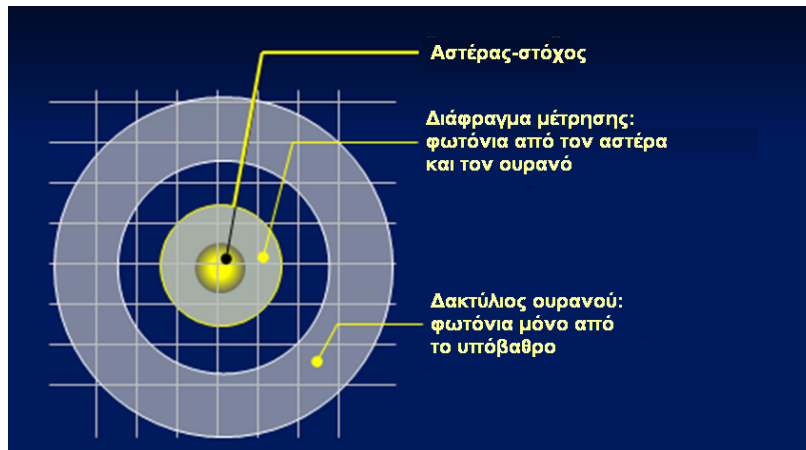 Αστέρας-στόχος
Διάφραγμα μέτρησης:
φωτόνια από τον αστέρα
και τον ουρανό
Δακτύλιος ουρανού:
φωτόνια μόνο από
το υπόβαθρο